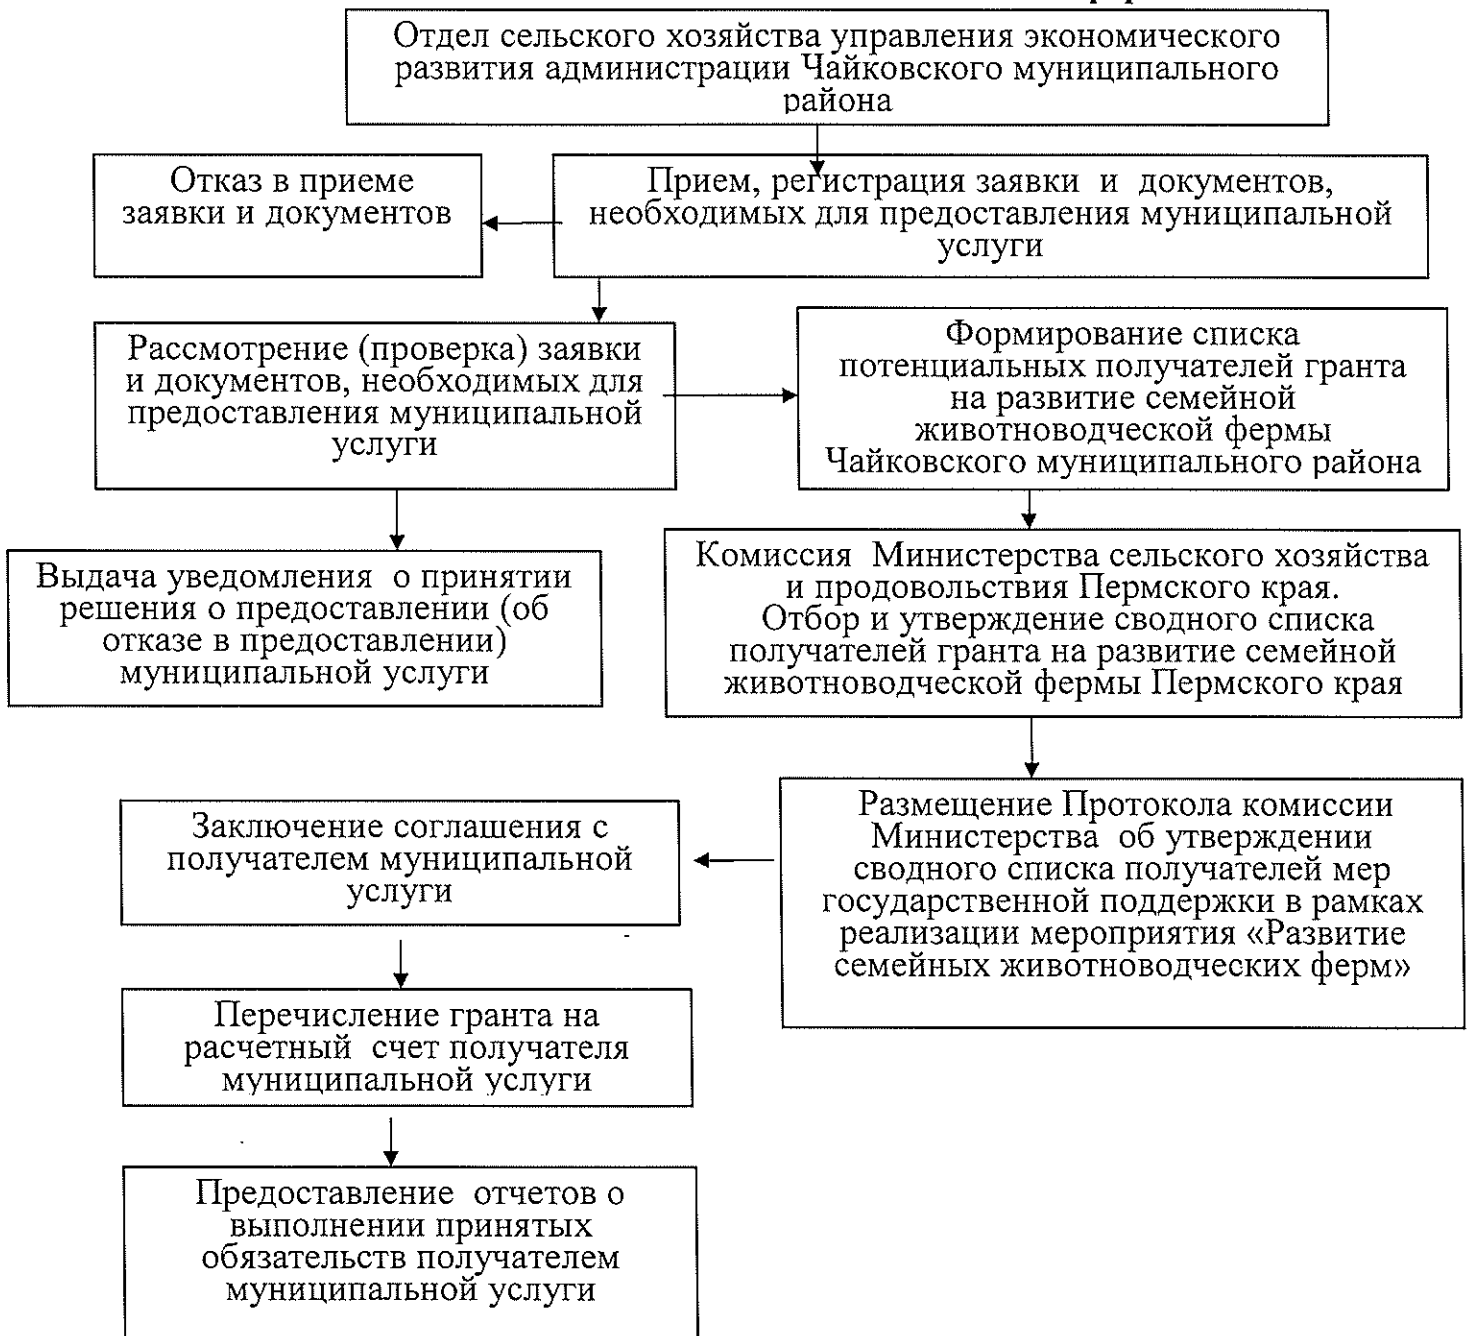 Отдел сельского хозяйства управления экономического
развития администрации Чайковского муниципального
района
Отказ в приеме
заявки и документов
Прием, регистрация заявки и документов,
необходимых для предоставления муниципальной
услуги
Рассмотрение (проверка) заявки
и документов, необходимых для
предоставления муниципальной
услуги
Формирование списка
потенциальных получателей гранта
на развитие семейной
животноводческой фермы
Чайковского муниципального района
Выдача уведомления о принятии
решения о предоставлении (об
отказе в предоставлении)
муниципальной услуги
Комиссия Министерства сельского хозяйства
и продовольствия Пермского края.
Отбор и утверждение сводного списка
получателей гранта на развитие семейной
животноводческой фермы Пермского края
Заключение соглашения с
получателем муниципальной
услуги
Размещение Протокола комиссии
Министерства об утверждении
сводного списка получателей мер
государственной поддержки в рамках
реализации мероприятия «Развитие
семейных животноводческих ферм»
Перечисление гранта на
расчетный счет получателя
муниципальной услуги
Предоставление отчетов о
выполнении принятых
обязательств получателем
муниципальной услуги